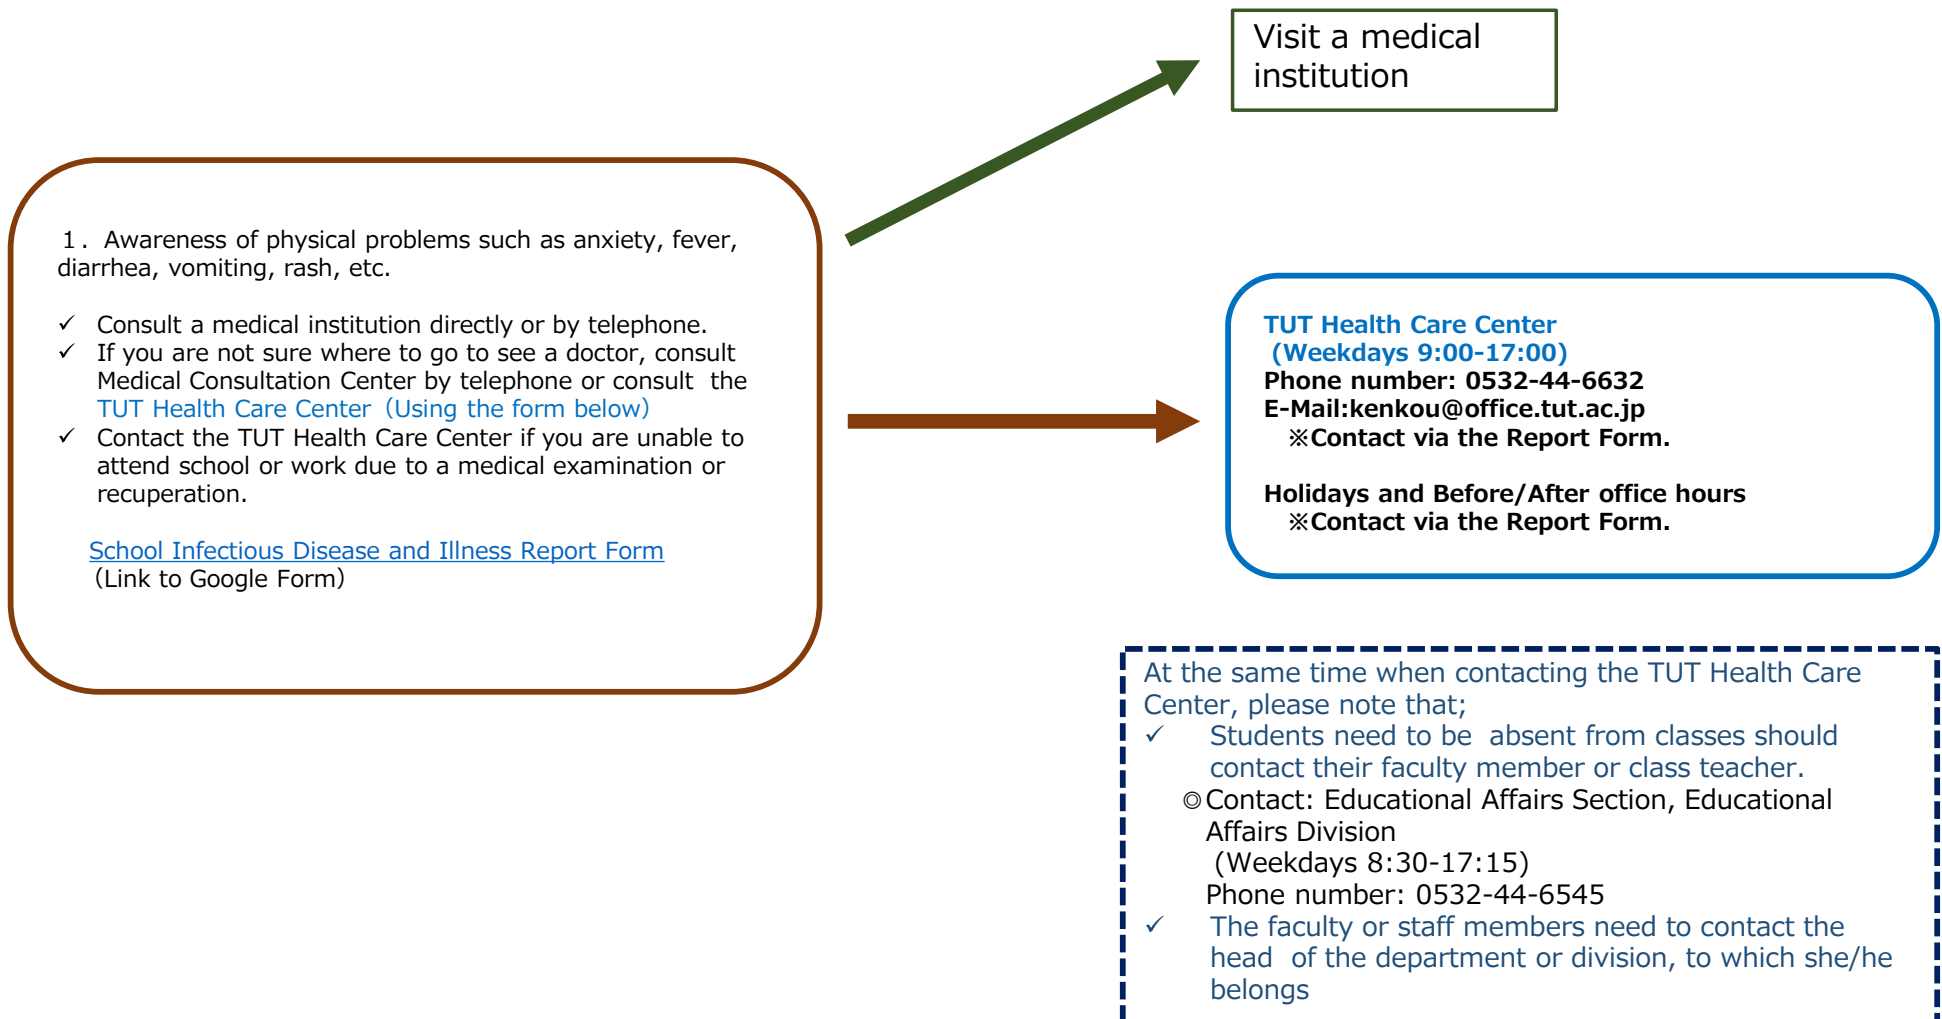 Visit a medical
institution
１．Awareness of physical problems such as anxiety, fever,
diarrhea, vomiting, rash, etc.
✓ Consult a medical institution directly or by telephone.
✓ If you are not sure where to go to see a doctor, consult
Medical Consultation Center by telephone or consult the
TUT Health Care Center（Using the form below）
✓ Contact the TUT Health Care Center if you are unable to
attend school or work due to a medical examination or
recuperation.
School Infectious Disease and Illness Report Form
（Link to Google Form）
TUT Health Care Center
(Weekdays 9:00-17:00)
Phone number: 0532-44-6632
E-Mail:kenkou@office.tut.ac.jp
※Contact via the Report Form.
Holidays and Before/After office hours
※Contact via the Report Form.
At the same time when contacting the TUT Health Care
Center, please note that;
✓ Students need to be absent from classes should
contact their faculty member or class teacher.
◎Contact: Educational Affairs Section, Educational
Affairs Division
(Weekdays 8:30-17:15)
Phone number: 0532-44-6545
✓ The faculty or staff members need to contact the
head of the department or division, to which she/he
belongs